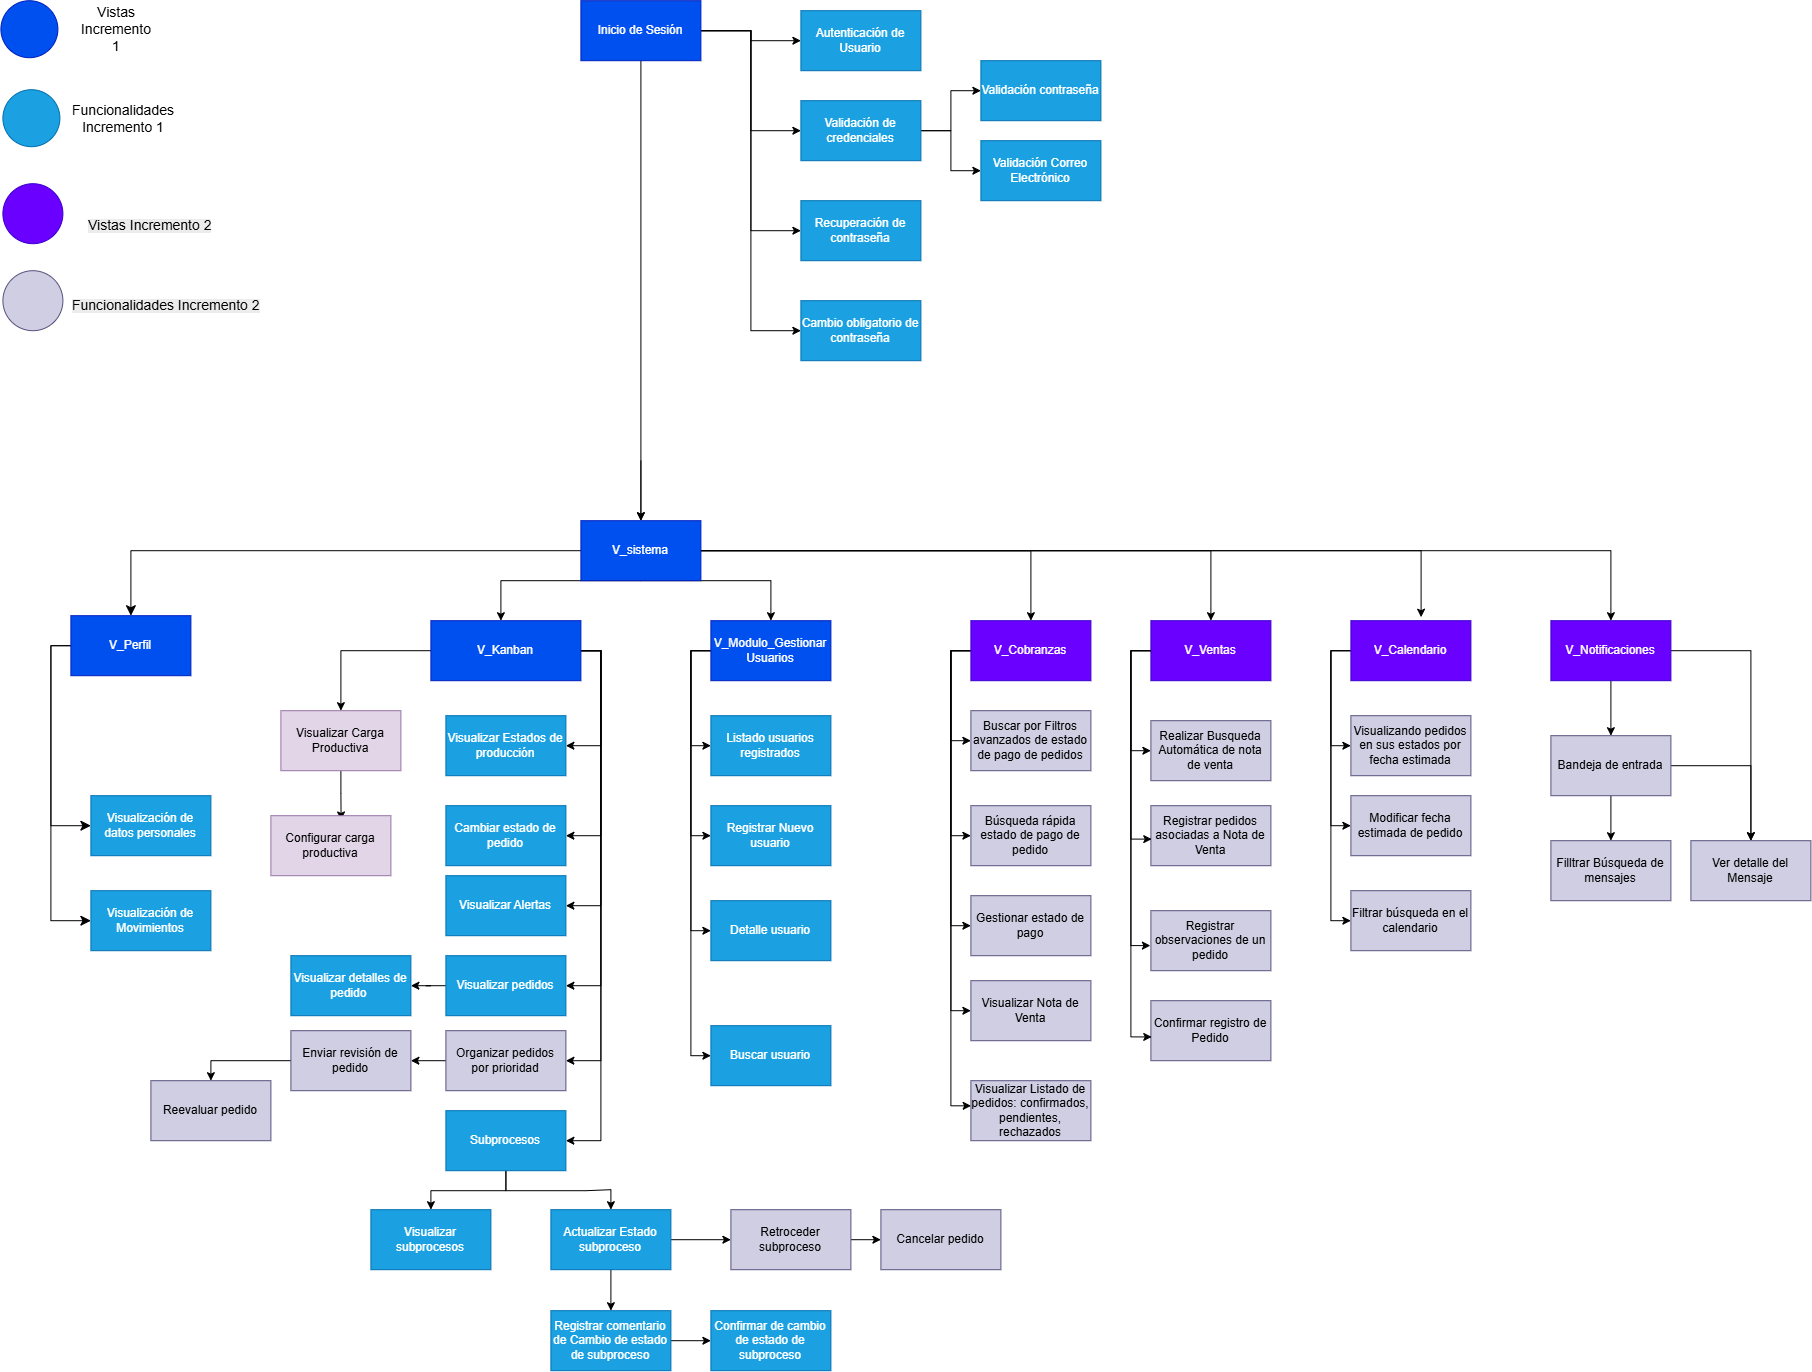 Vistas
Incremento
1
Funcionalidades
Incremento 1
Vistas Incremento 2
Funcionalidades Incremento 2
Inicio de Sesión
Autenticación de
Usuario
Validación de
credenciales
Validación contraseña
Validación Correo
Electrónico
Recuperación de
contraseña
Cambio obligatorio de
contraseña
V_sistema
V_Perfil
Visualización de
datos personales
Visualización de
Movimientos
V_Kanban
Visualizar Carga
Productiva
Configurar carga
productiva
Visualizar Estados de
producción
Cambiar estado de
pedido
Visualizar Alertas
Visualizar pedidos
Visualizar detalles de
pedido
Organizar pedidos
por prioridad
Enviar revisión de
pedido
Reevaluar pedido
Subprocesos
Visualizar
subprocesos
Actualizar Estado
subproceso
Retroceder
subproceso
Cancelar pedido
Registrar comentario
de Cambio de estado
de subproceso
Confirmar de cambio
de estado de
subproceso
V_Modulo_Gestionar
Usuarios
Listado usuarios
registrados
Registrar Nuevo
usuario
Detalle usuario
Buscar usuario
V_Cobranzas
Buscar por Filtros
avanzados de estado
de pago de pedidos
Búsqueda rápida
estado de pago de
pedido
Gestionar estado de
pago
Visualizar Nota de
Venta
Visualizar Listado de
pedidos: confirmados,
pendientes,
rechazados
V_Ventas
Realizar Busqueda
Automática de nota
de venta
Registrar pedidos
asociadas a Nota de
Venta
Registrar
observaciones de un
pedido
Confirmar registro de
Pedido
V_Calendario
Visualizando pedidos
en sus estados por
fecha estimada
Modificar fecha
estimada de pedido
Filtrar búsqueda en el
calendario
V_Notificaciones
Bandeja de entrada
Filltrar Búsqueda de
mensajes
Ver detalle del
Mensaje